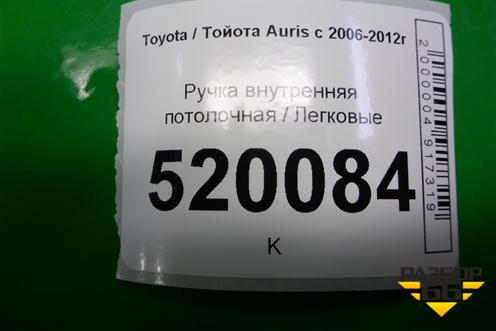 Toyota / Тойота Auris с 2006-2012г
Ручка внутренняя
потолочная / Легковые
520084
К
2000004917319
РАЗБОР
66